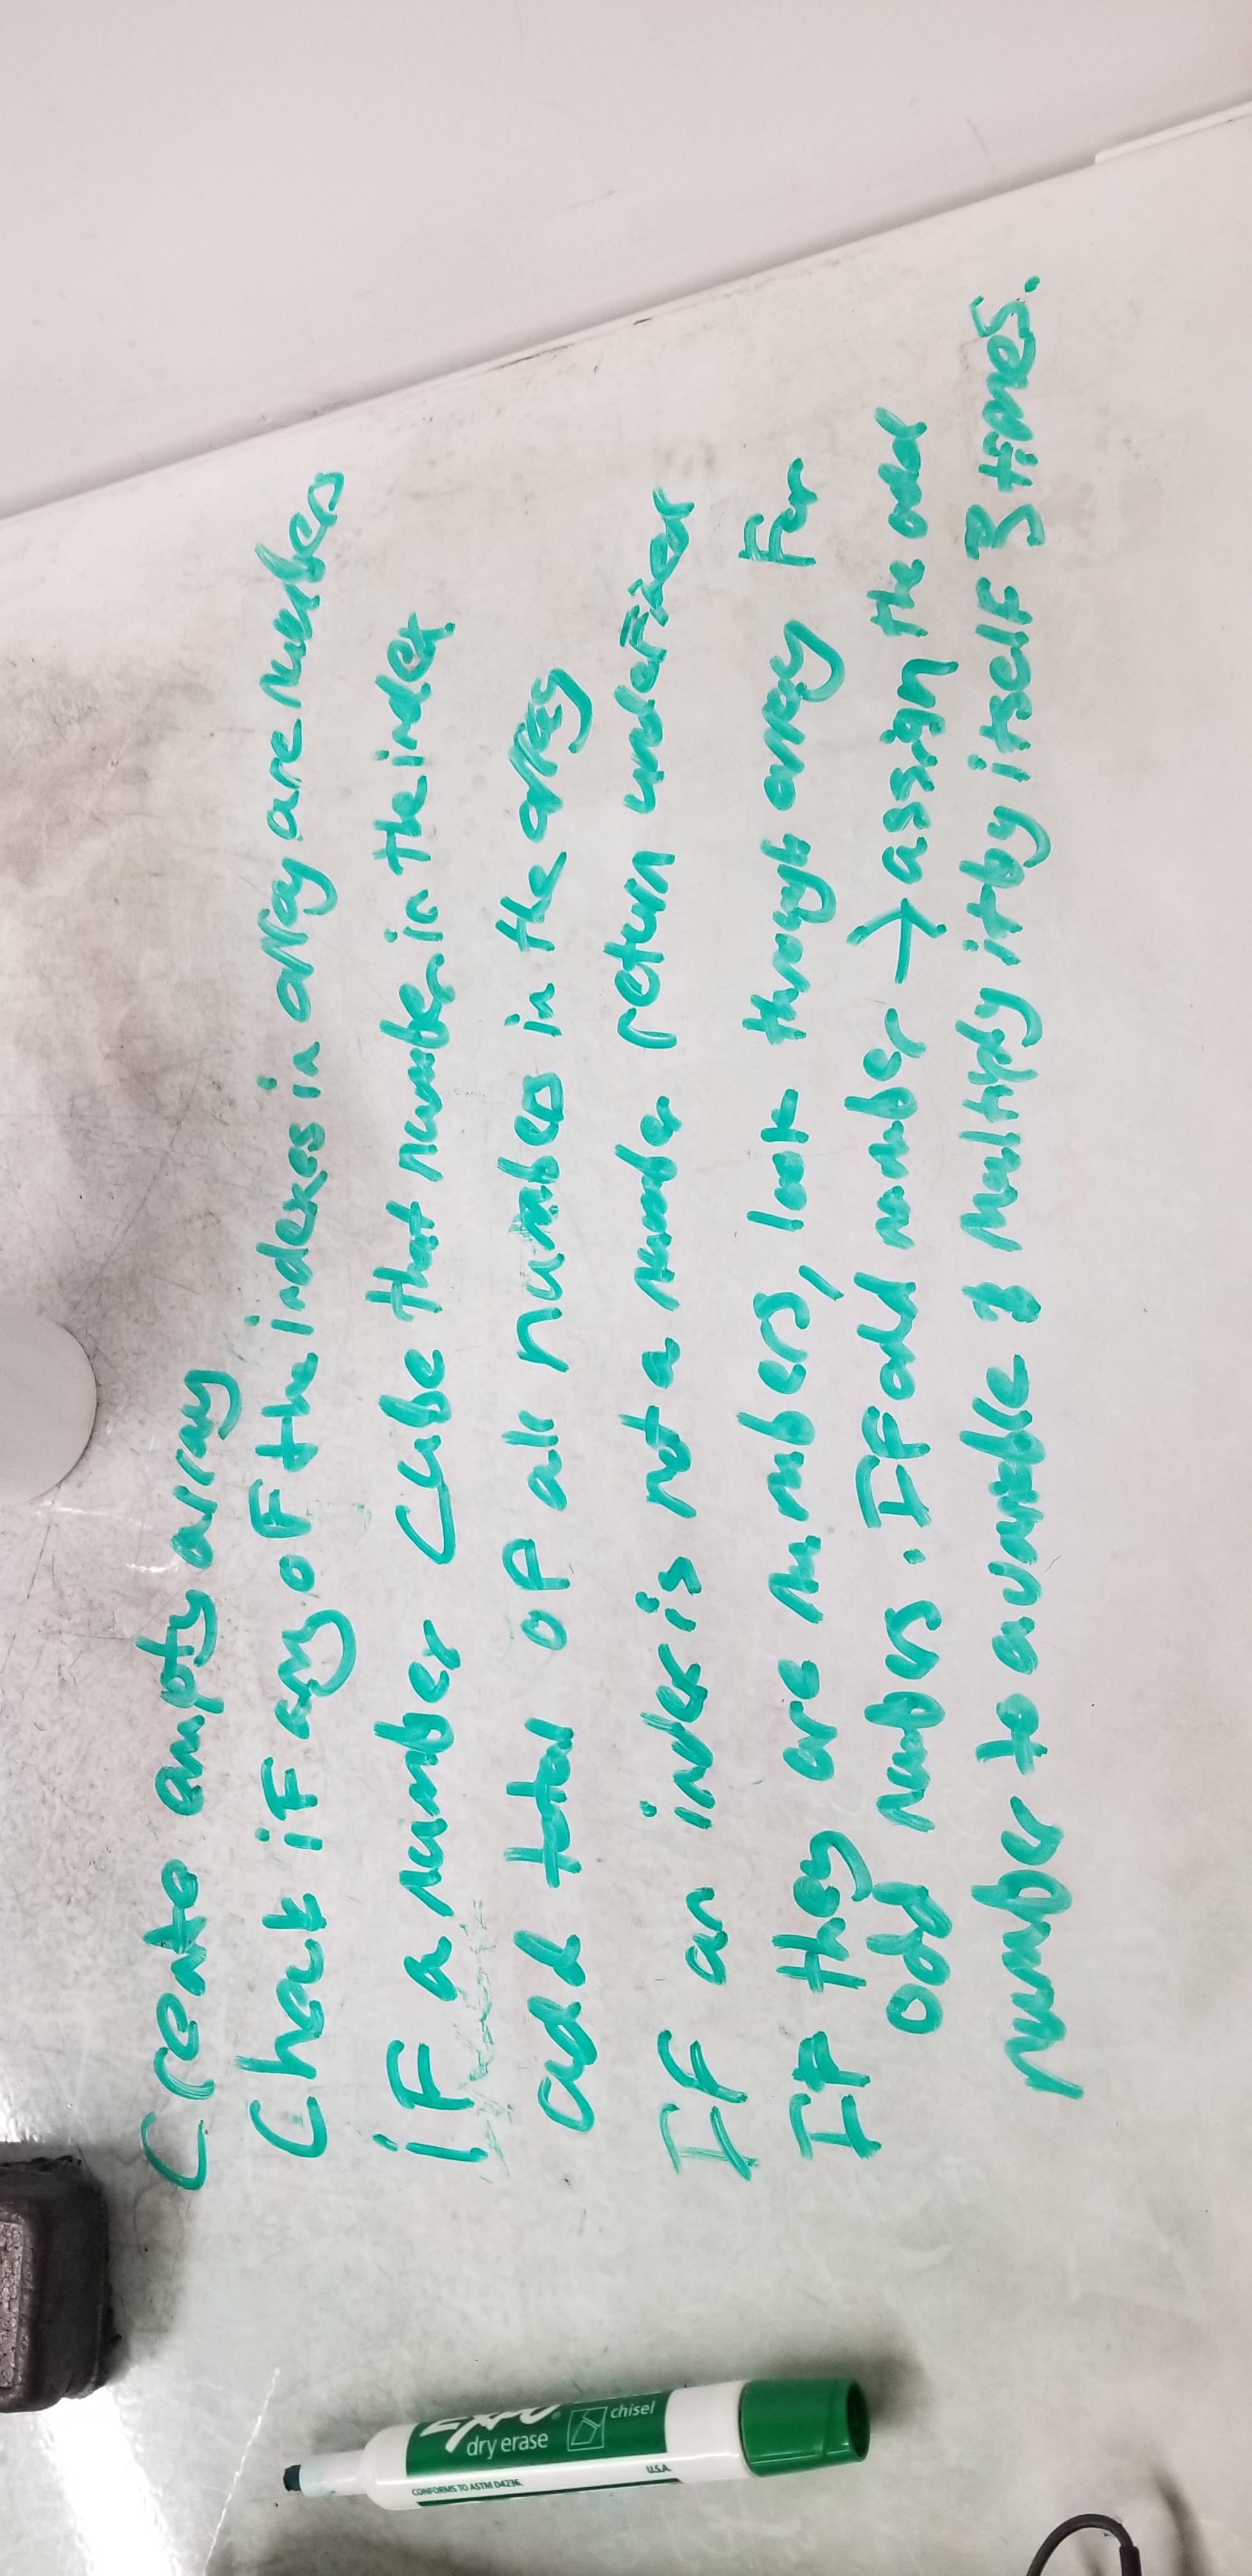 Create empty array
Check iF any oF the indexes in array are numbers
iF a number Cube that number in the index.
add total oF all numbers in the array
IF an index is not a number return undeFined
IF they are numbers, look through array For
odd numbers. IF odd number → assign the odd
number to a variable & Multiply it by itself 3 times.
EXPO®
dry erase
chisel
CONFORMS TO ASTM D4236
U.S.A.